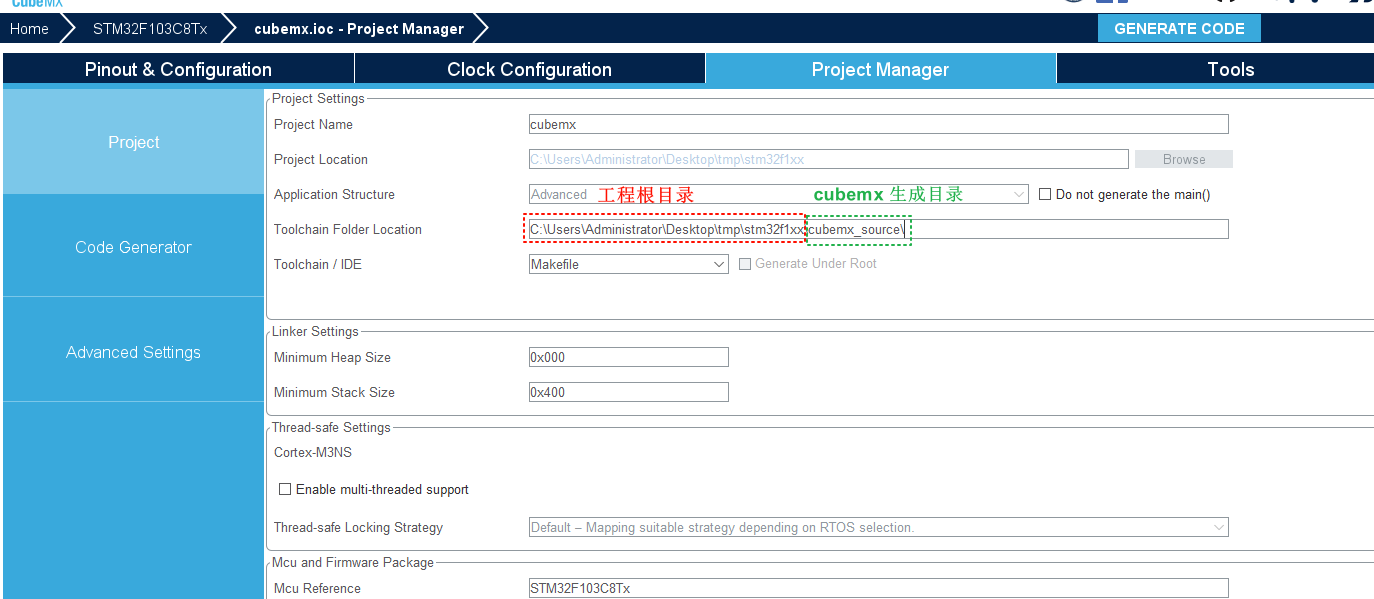 CubeMX
Home STM32F103C8Tx cubemx.ioc - Project Manager GENERATE CODE
Pinout & Configuration Clock Configuration Project Manager Tools
Project
Code Generator
Advanced Settings
Project Settings
Project Name cubemx
Project Location C:\Users\Administrator\Desktop\tmp\stm32f1xx Browse
Application Structure Advanced 工程根目录 cubemx 生成目录 Do not generate the main()
Toolchain Folder Location C:\Users\Administrator\Desktop\tmp\stm32f1xx\cubemx_source\
Toolchain / IDE Makefile Generate Under Root
Linker Settings
Minimum Heap Size 0x000
Minimum Stack Size 0x400
Thread-safe Settings
Cortex-M3NS
Enable multi-threaded support
Thread-safe Locking Strategy Default – Mapping suitable strategy depending on RTOS selection.
Mcu and Firmware Package
Mcu Reference STM32F103C8Tx